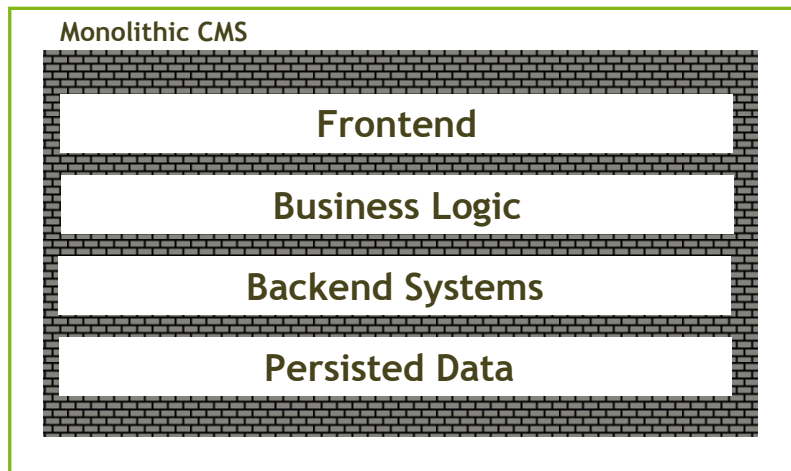 Monolithic CMS
Frontend
Business Logic
Backend Systems
Persisted Data